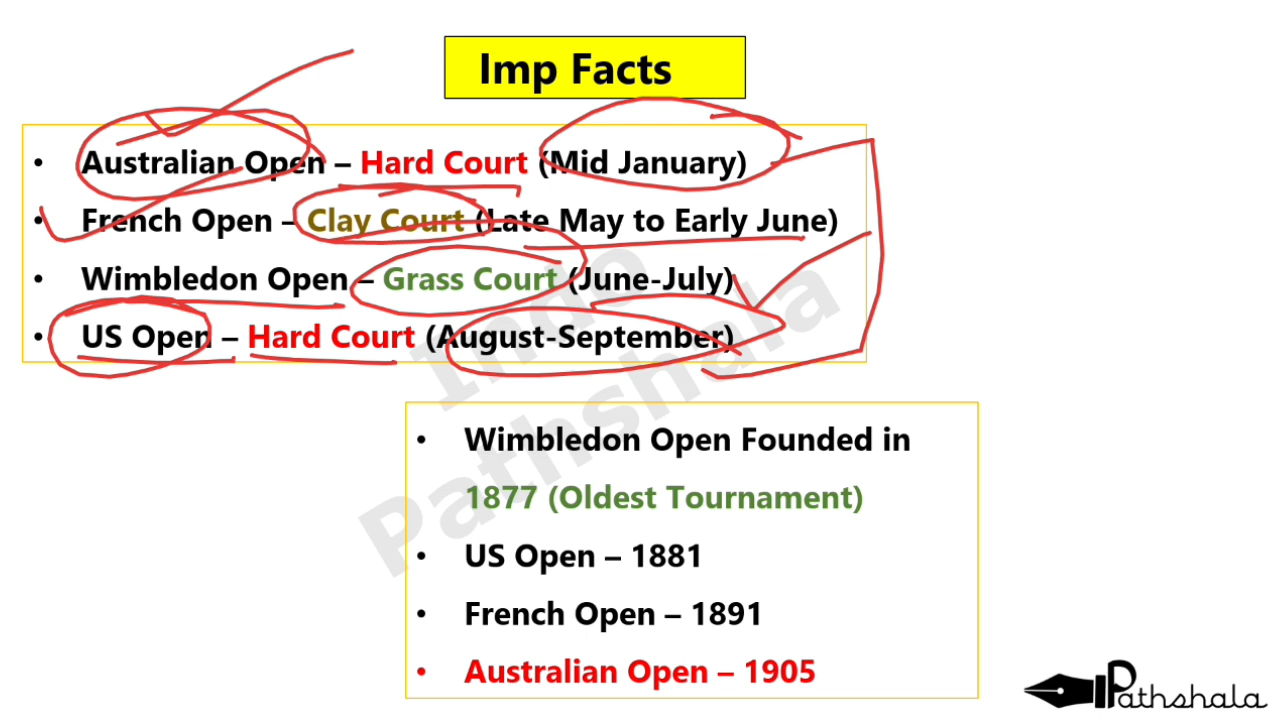 Imp Facts
• Australian Open – Hard Court (Mid January)
• French Open – Clay Court (Late May to Early June)
• Wimbledon Open – Grass Court (June-July)
• US Open – Hard Court (August-September)
Indo
Pathshala
• Wimbledon Open Founded in
1877 (Oldest Tournament)
• US Open – 1881
• French Open – 1891
• Australian Open – 1905
Pathshala